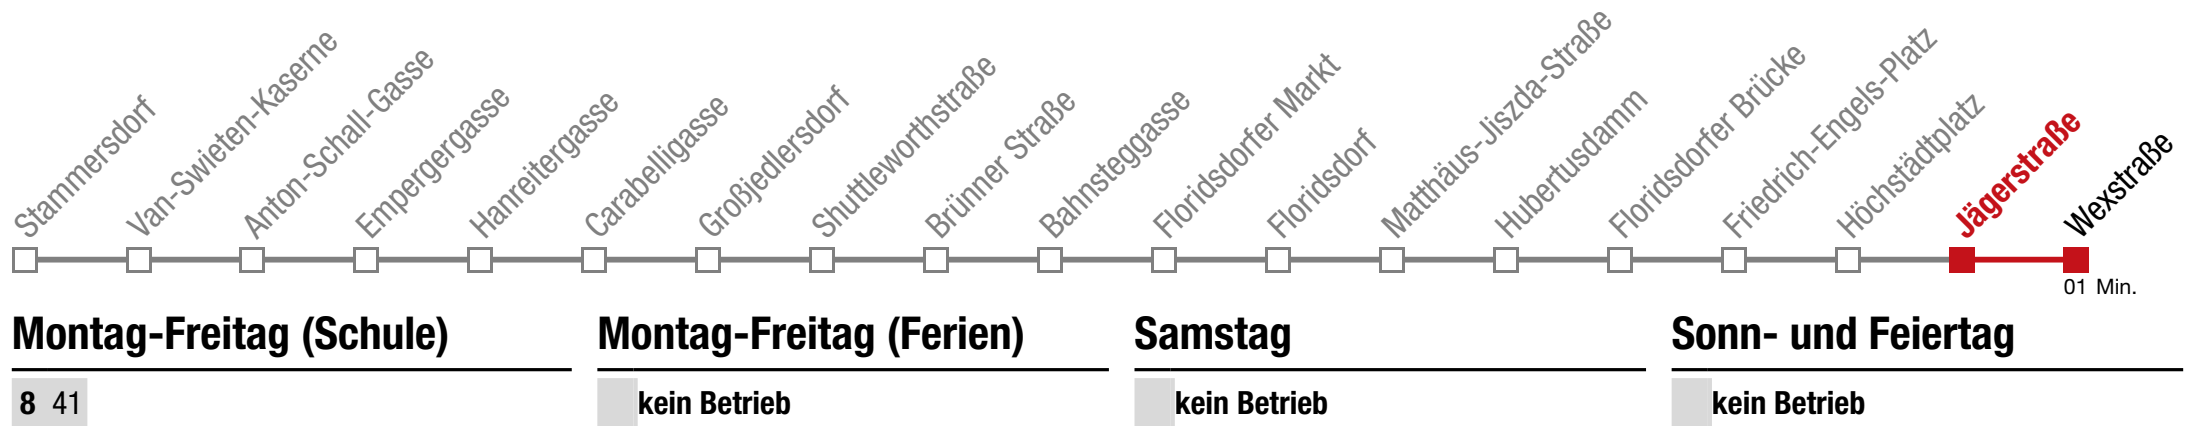 Stammersdorf
Van-Swieten-Kaserne
Anton-Schall-Gasse
Empergergasse
Hanreitergasse
Carabelligasse
Großjedlersdorf
Shuttleworthstraße
Brünner Straße
Bahnsteggasse
Floridsdorfer Markt
Floridsdorf
Matthäus-Jiszda-Straße
Hubertusdamm
Floridsdorfer Brücke
Friedrich-Engels-Platz
Höchstädtplatz
Jägerstraße
Wexstraße
01 Min.
Montag-Freitag (Schule)
8 41
Montag-Freitag (Ferien)
kein Betrieb
Samstag
kein Betrieb
Sonn- und Feiertag
kein Betrieb